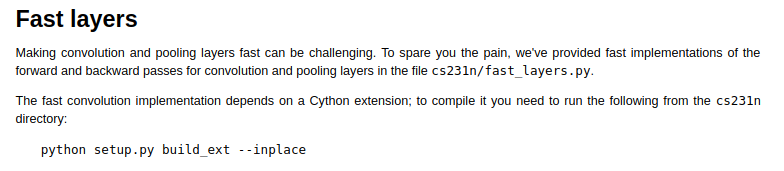 Fast layers
Making convolution and pooling layers fast can be challenging. To spare you the pain, we've provided fast implementations of the
forward and backward passes for convolution and pooling layers in the file cs231n/fast_layers.py.
The fast convolution implementation depends on a Cython extension; to compile it you need to run the following from the cs231n
directory:
python setup.py build_ext --inplace